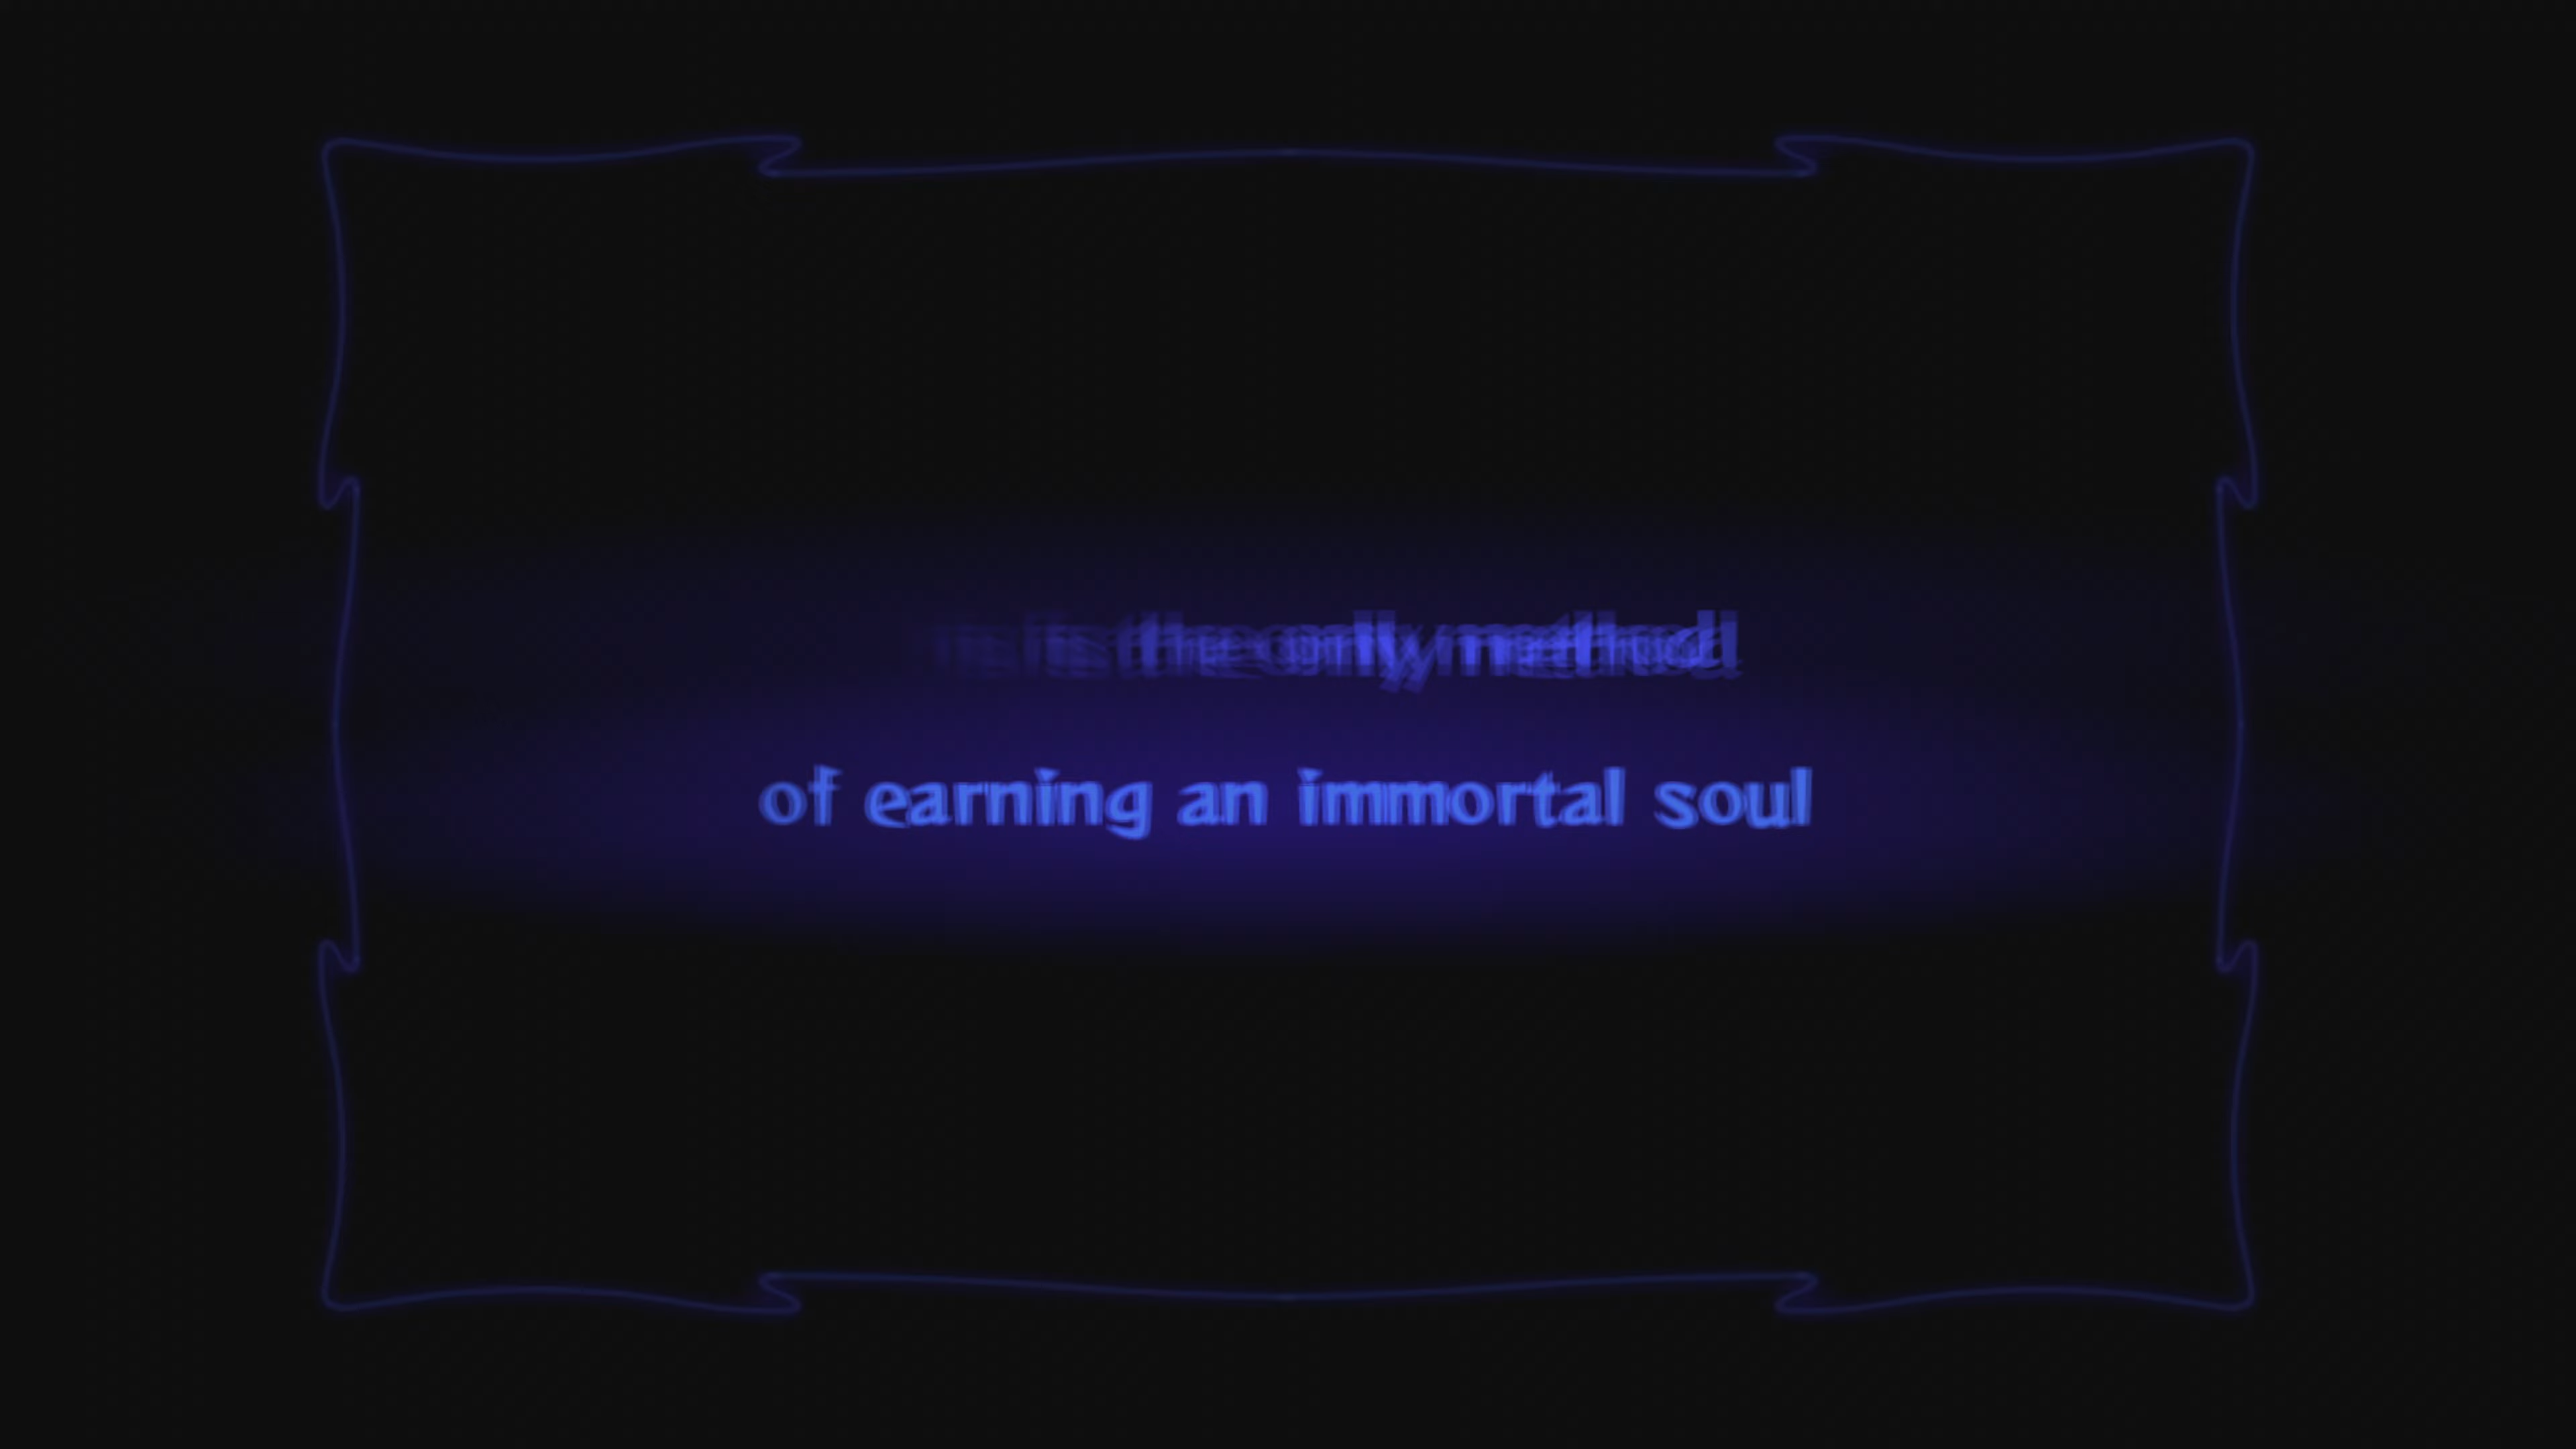 is the only method
of earning an immortal soul